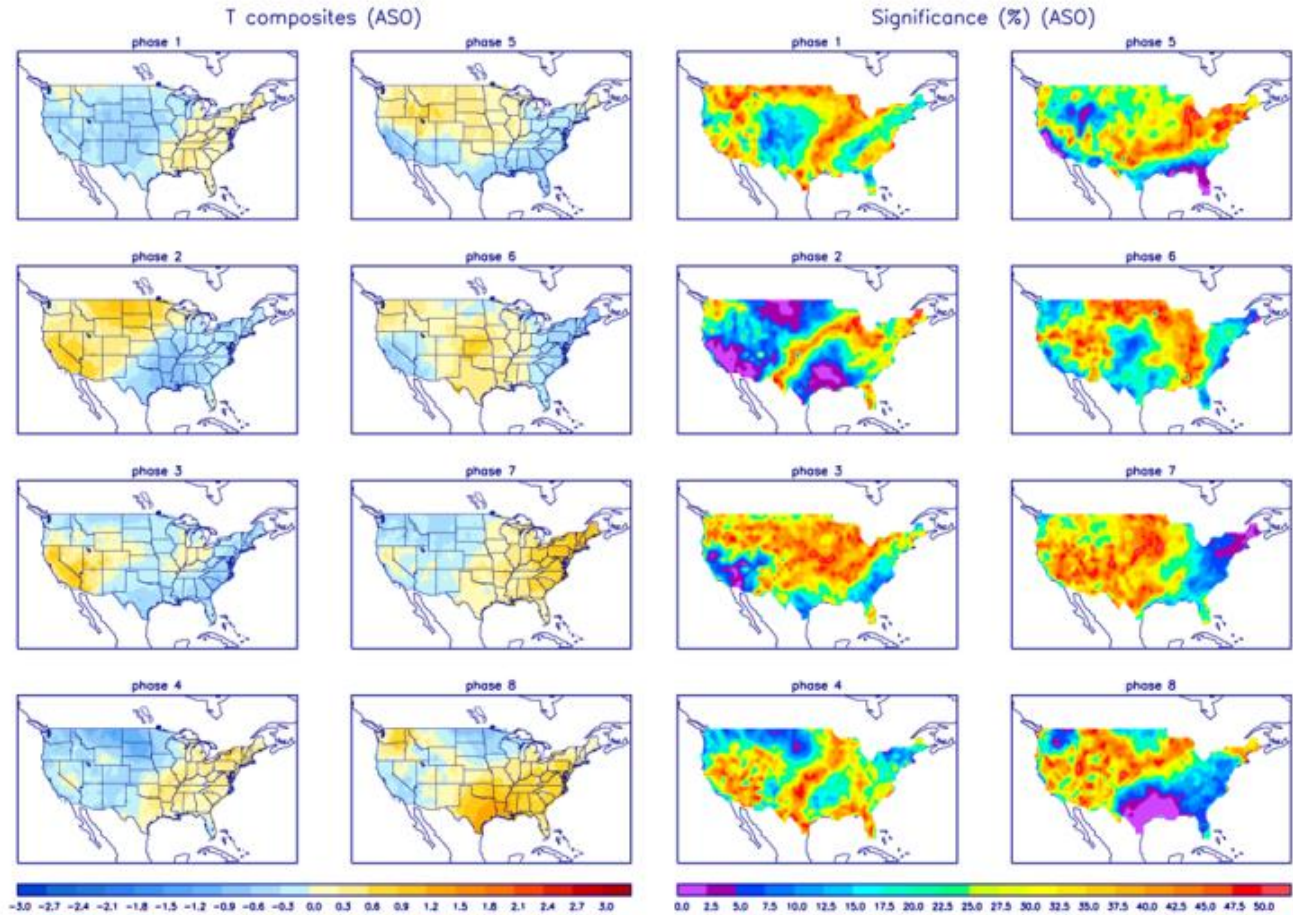 T composites (ASO)
Significance (%) (ASO)
phase 1
phase 5
phase 1
phase 5
phase 2
phase 6
phase 2
phase 6
phase 3
phase 7
phase 3
phase 7
phase 4
phase 8
phase 4
phase 8
-3.0 -2.7 -2.4 -2.1 -1.8 -1.5 -1.2 -0.9 -0.6 -0.3 0.0 0.3 0.6 0.9 1.2 1.5 1.8 2.1 2.4 2.7 3.0
0.0 2.5 5.0 7.5 10.0 12.5 15.0 17.5 20.0 22.5 25.0 27.5 30.0 32.5 35.0 37.5 40.0 42.5 45.0 47.5 50.0